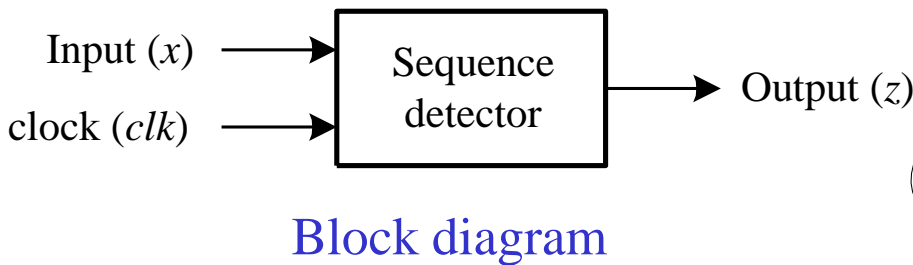 Input (x)
clock (clk)
Sequence
detector
Output (z)
Block diagram